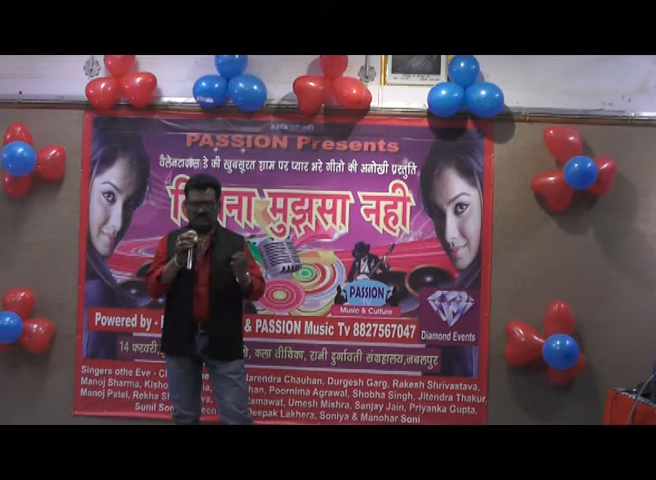 PASSION Presents
वैलेनटाइन्स डे की खुबसूरत शाम पर प्यार भरे गीतो की अनोखी प्रस्तुति
मुझसा नही
PASSION
Music & Culture
Powered by - & PASSION Music Tv 8827567047
Diamond Events
14 फरवरी, कला वीथिका, रानी दुर्गावती संग्रहालय, जबलपुर
Singers othe Eve - Narendra Chauhan, Durgesh Garg, Rakesh Shrivastava,
Manoj Sharma, Poornima Agrawal, Shobha Singh, Jitendra Thakur,
Manoj Patel, Rekha Umesh Mishra, Sanjay Jain, Priyanka Gupta,
Sunil Deepak Lakhera, Soniya & Manohar Soni